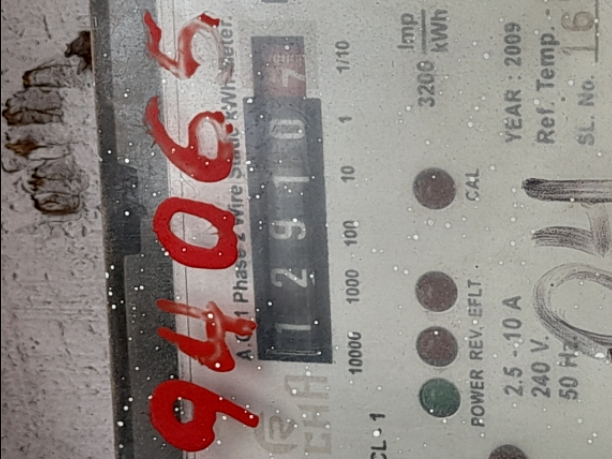 94065
A.C. 1 Phase 2 Wire Static kWh Meter.
1 2 9 1 0 7
10000 1000 100 10 1 1/10
3200 Imp/kWh
CAL
POWER REV. EFLT.
CL - 1
2.5 - 10 A
240 V.
50 Hz.
YEAR : 2009
Ref. Temp. -
SL. No. 16